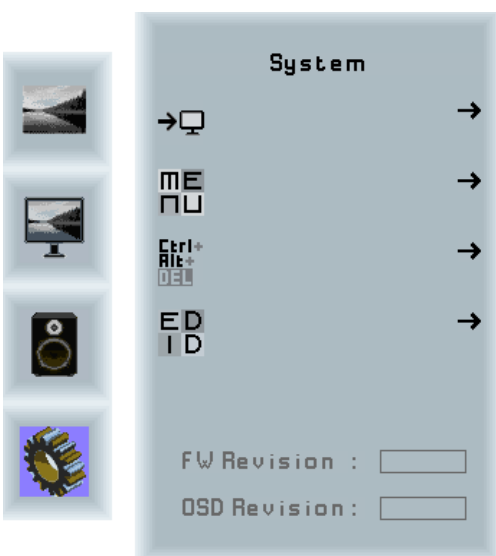 System
ME
NU
Ctrl+
Alt+
DEL
ED
ID
FW Revision :
OSD Revision :